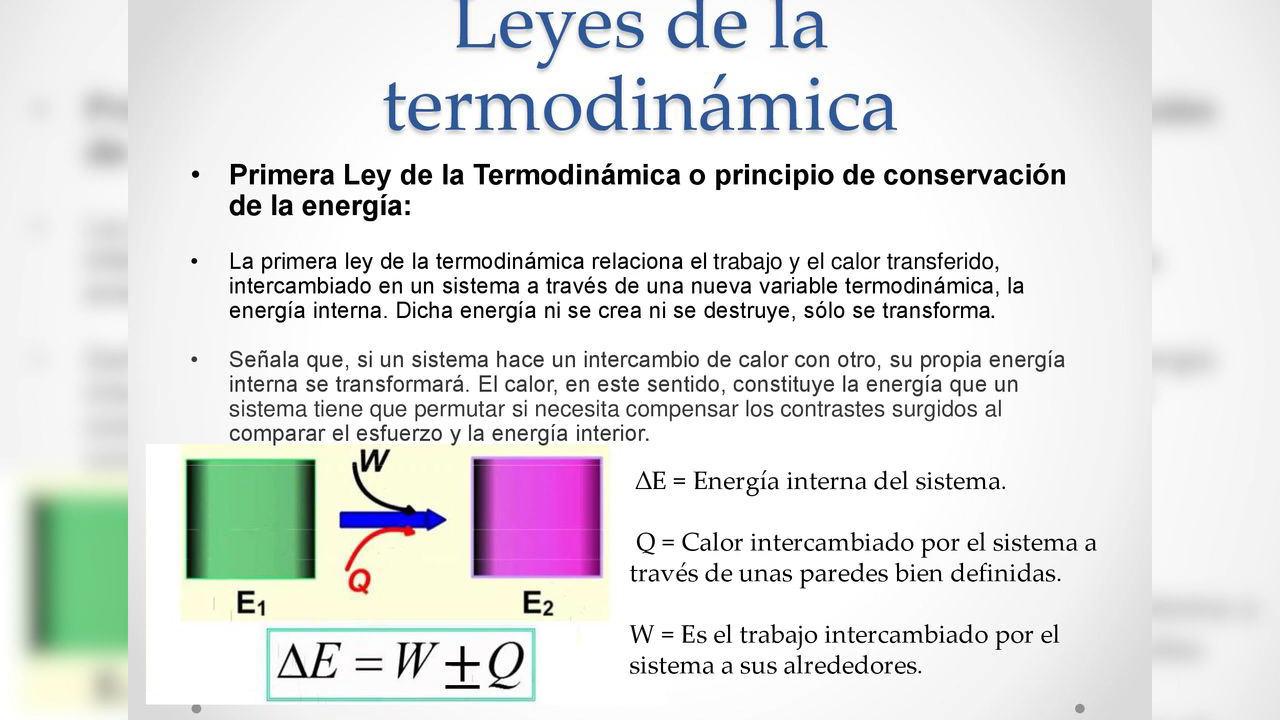 Leyes de la
termodinámica
• Primera Ley de la Termodinámica o principio de conservación
de la energía:
• La primera ley de la termodinámica relaciona el trabajo y el calor transferido,
intercambiado en un sistema a través de una nueva variable termodinámica, la
energía interna. Dicha energía ni se crea ni se destruye, sólo se transforma.
• Señala que, si un sistema hace un intercambio de calor con otro, su propia energía
interna se transformará. El calor, en este sentido, constituye la energía que un
sistema tiene que permutar si necesita compensar los contrastes surgidos al
comparar el esfuerzo y la energía interior.
W
Q
E₁
E₂
ΔE = W ± Q
ΔE = Energía interna del sistema.
Q = Calor intercambiado por el sistema a
través de unas paredes bien definidas.
W = Es el trabajo intercambiado por el
sistema a sus alrededores.